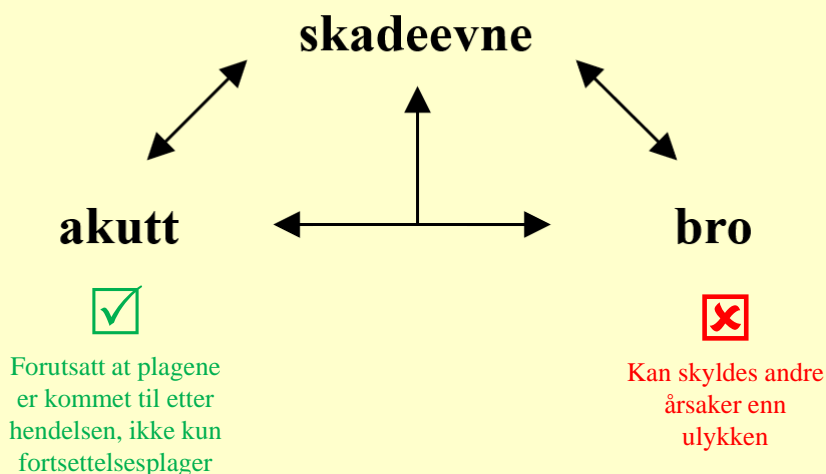 skadeevne
akutt
bro
Forutsatt at plagene
er kommet til etter
hendelsen, ikke kun
fortsettelsesplager
Kan skyldes andre
årsaker enn
ulykken